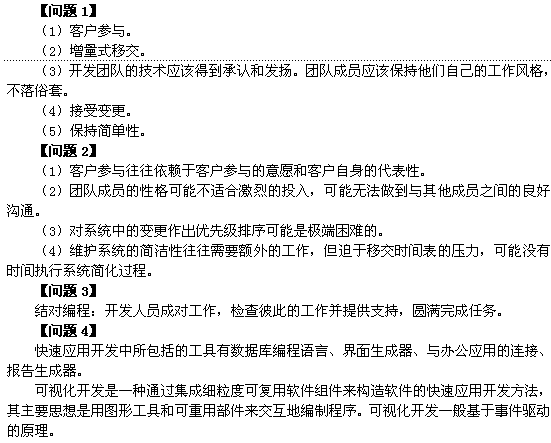 【问题1】
（1）客户参与。
（2）增量式移交。
（3）开发团队的技术应该得到承认和发扬。团队成员应该保持他们自己的工作风格，
不落俗套。
（4）接受变更。
（5）保持简单性。
【问题2】
（1）客户参与往往依赖于客户参与的意愿和客户自身的代表性。
（2）团队成员的性格可能不适合激烈的投入，可能无法做到与其他成员之间的良好
沟通。
（3）对系统中的变更作出优先级排序可能是极端困难的。
（4）维护系统的简洁性往往需要额外的工作，但迫于移交时间表的压力，可能没有
时间执行系统简化过程。
【问题3】
结对编程：开发人员成对工作，检查彼此的工作并提供支持，圆满完成任务。
【问题4】
快速应用开发中所包括的工具有数据库编程语言、界面生成器、与办公应用的连接、
报告生成器。
可视化开发是一种通过集成细粒度可复用软件组件来构造软件的快速应用开发方法，
其主要思想是用图形工具和可重用部件来交互地编制程序。可视化开发一般基于事件驱动
的原理。